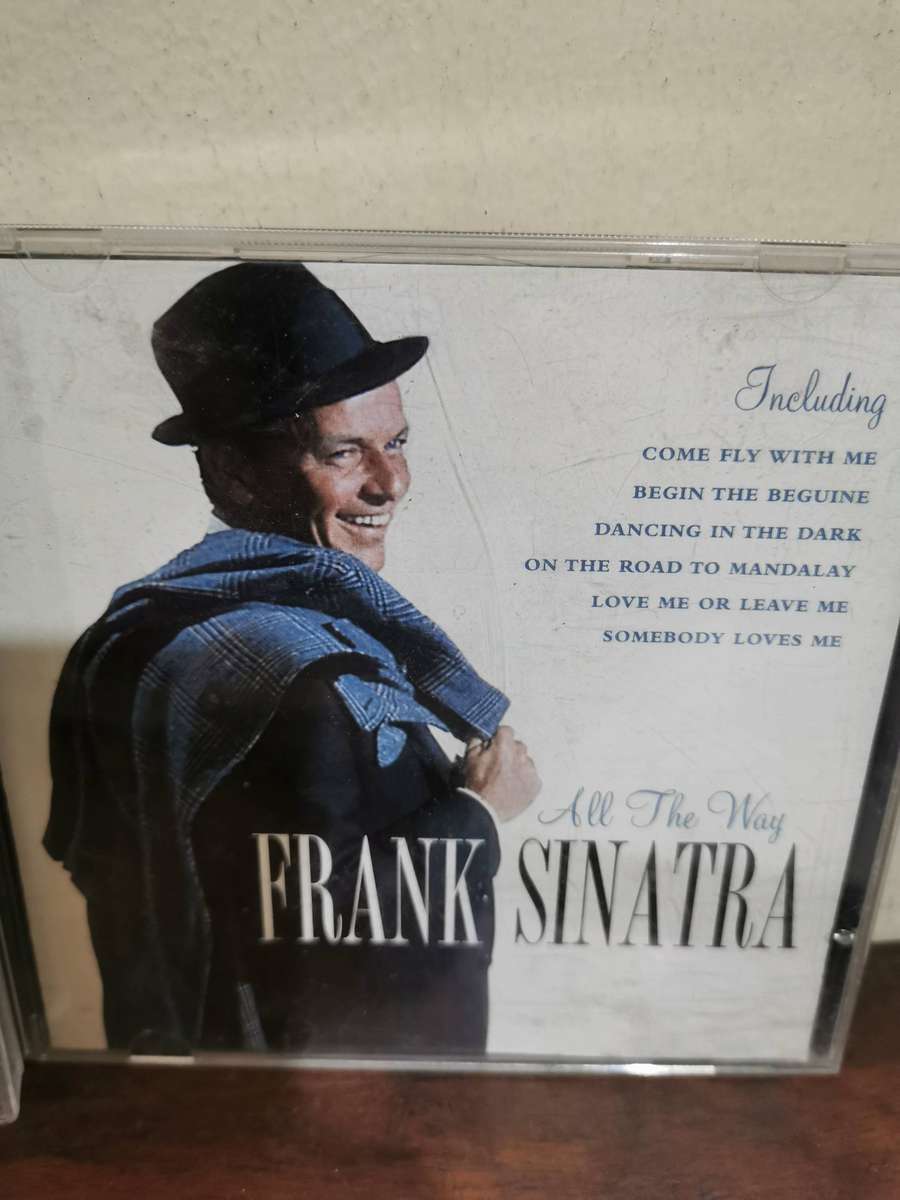 Including
COME FLY WITH ME
BEGIN THE BEGUINE
DANCING IN THE DARK
ON THE ROAD TO MANDALAY
LOVE ME OR LEAVE ME
SOMEBODY LOVES ME
All The Way
FRANK SINATRA